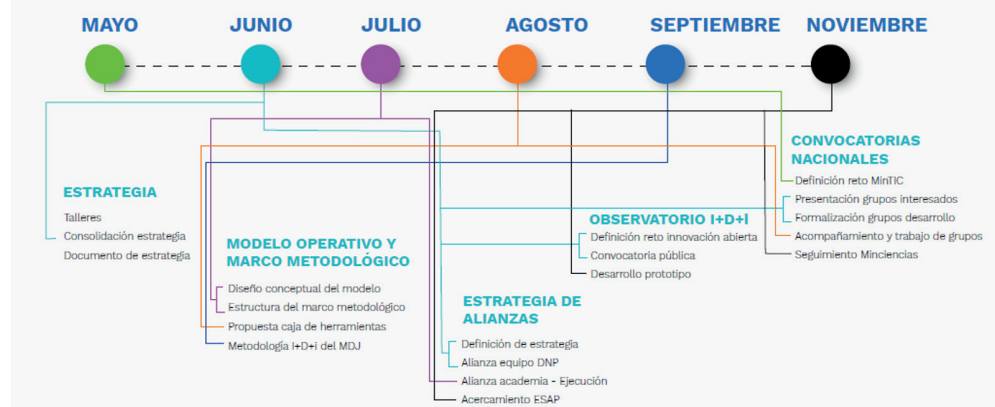 MAYO
JUNIO
JULIO
AGOSTO
SEPTIEMBRE
NOVIEMBRE
ESTRATEGIA
Talleres
Consolidación estrategia
Documento de estrategia
MODELO OPERATIVO Y
MARCO METODOLÓGICO
Diseño conceptual del modelo
Estructura del marco metodológico
Propuesta caja de herramientas
Metodología I+D+i del MDJ
ESTRATEGIA DE
ALIANZAS
Definición de estrategia
Alianza equipo DNP
Alianza academia - Ejecución
Acercamiento ESAP
OBSERVATORIO I+D+I
Definición reto innovación abierta
Convocatoria pública
Desarrollo prototipo
CONVOCATORIAS
NACIONALES
Definición reto MinTIC
Presentación grupos interesados
Formalización grupos desarrollo
Acompañamiento y trabajo de grupos
Seguimiento Minciencias